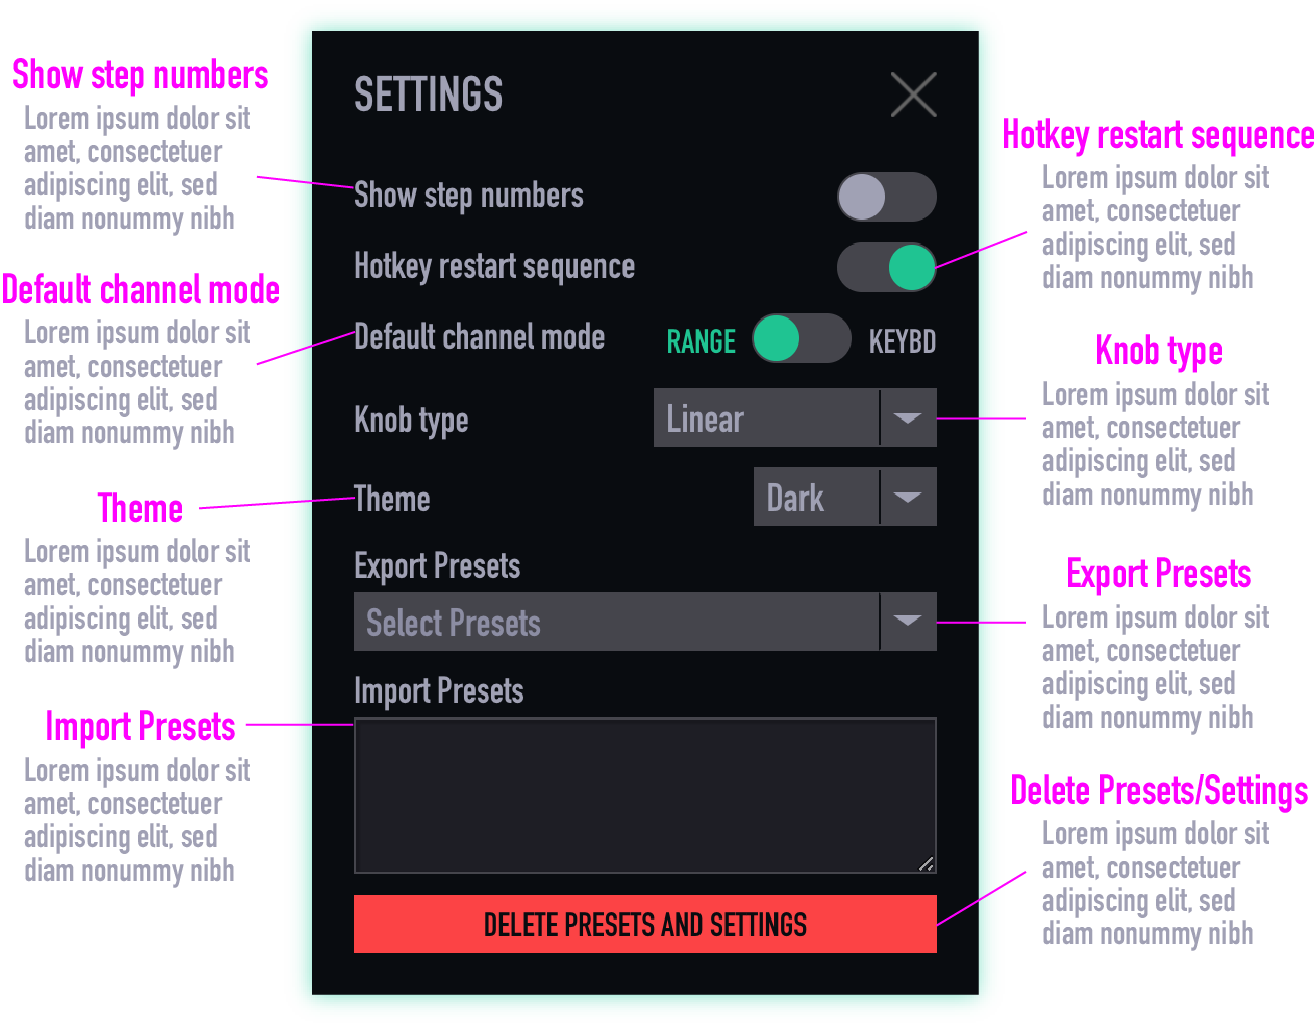 Show step numbers
Lorem ipsum dolor sit
amet, consectetuer
adipiscing elit, sed
diam nonummy nibh
Default channel mode
Lorem ipsum dolor sit
amet, consectetuer
adipiscing elit, sed
diam nonummy nibh
Theme
Lorem ipsum dolor sit
amet, consectetuer
adipiscing elit, sed
diam nonummy nibh
Import Presets
Lorem ipsum dolor sit
amet, consectetuer
adipiscing elit, sed
diam nonummy nibh
SETTINGS
Show step numbers
Hotkey restart sequence
Default channel mode RANGE KEYBD
Knob type Linear
Theme Dark
Export Presets
Select Presets
Import Presets
DELETE PRESETS AND SETTINGS
Hotkey restart sequence
Lorem ipsum dolor sit
amet, consectetuer
adipiscing elit, sed
diam nonummy nibh
Knob type
Lorem ipsum dolor sit
amet, consectetuer
adipiscing elit, sed
diam nonummy nibh
Export Presets
Lorem ipsum dolor sit
amet, consectetuer
adipiscing elit, sed
diam nonummy nibh
Delete Presets/Settings
Lorem ipsum dolor sit
amet, consectetuer
adipiscing elit, sed
diam nonummy nibh